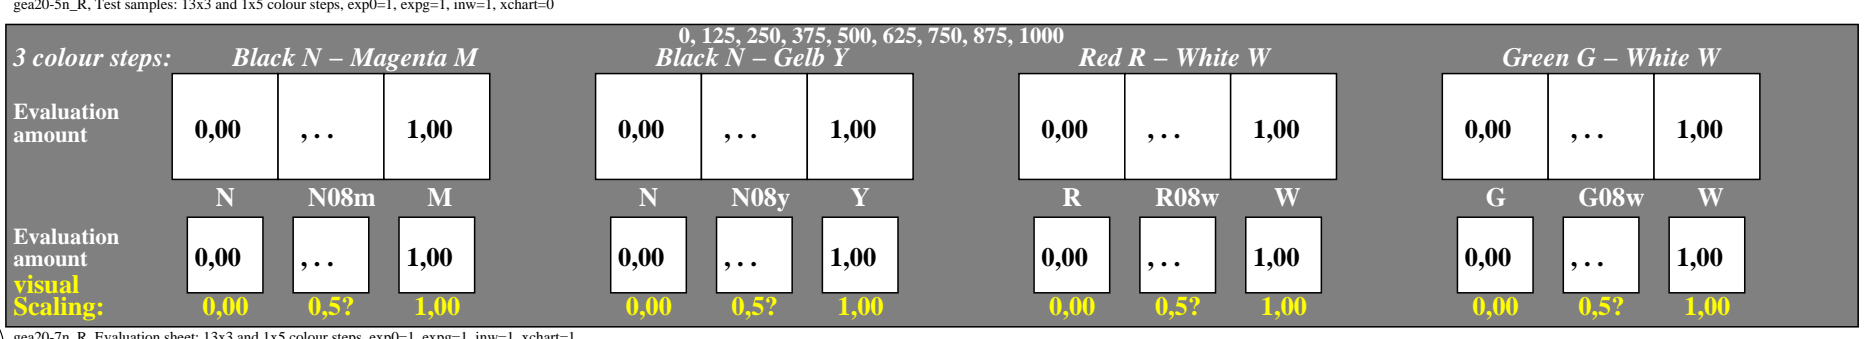 gea20-5n_R, Test samples: 13x3 and 1x5 colour steps, exp0=1, expg=1, inw=1, xchart=0
0, 125, 250, 375, 500, 625, 750, 875, 1000
3 colour steps: Black N – Magenta M Black N – Gelb Y Red R – White W Green G – White W
Evaluation
amount
0,00 , . . 1,00 0,00 , . . 1,00 0,00 , . . 1,00 0,00 , . . 1,00
N N08m M N N08y Y R R08w W G G08w W
Evaluation
amount
0,00 , . . 1,00 0,00 , . . 1,00 0,00 , . . 1,00 0,00 , . . 1,00
visual
Scaling: 0,00 0,5? 1,00 0,00 0,5? 1,00 0,00 0,5? 1,00 0,00 0,5? 1,00
gea20-7n_R, Evaluation sheet: 13x3 and 1x5 colour steps, exp0=1, expg=1, inw=1, xchart=1